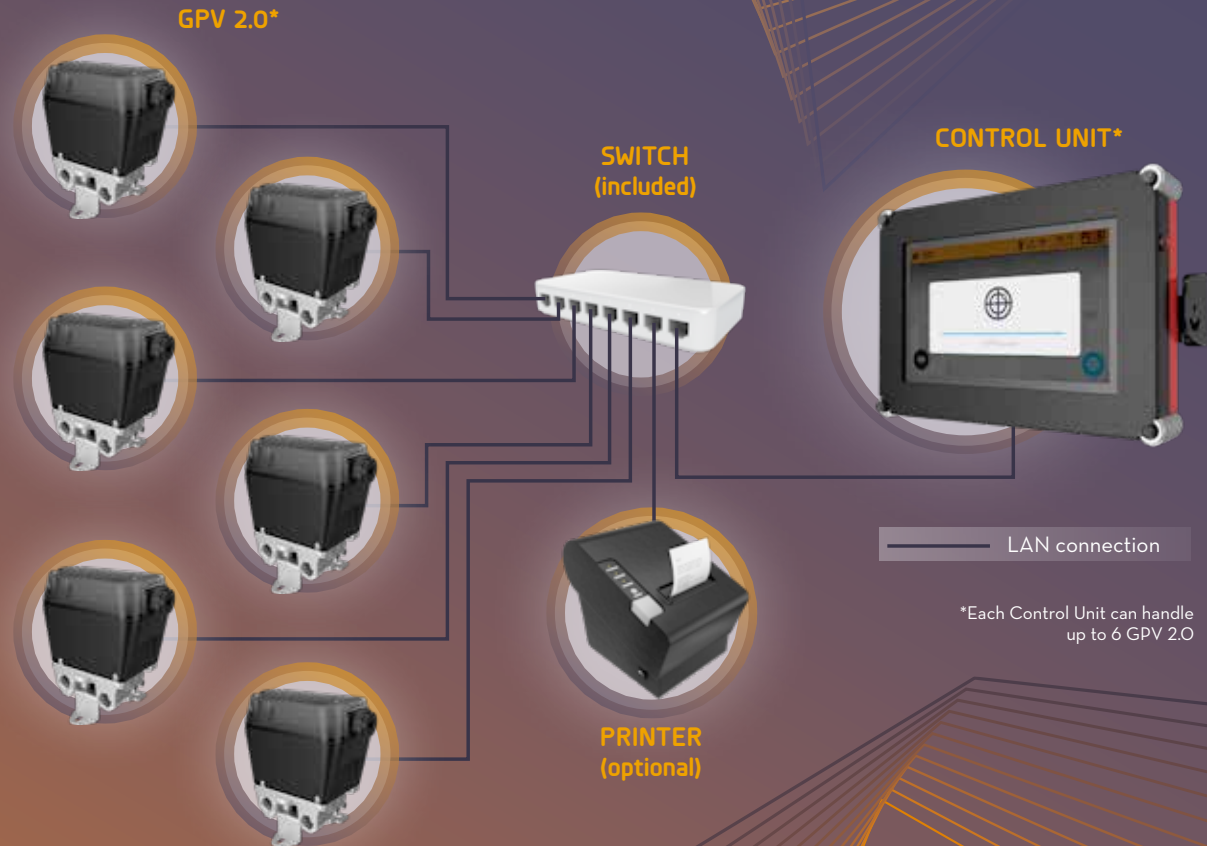 GPV 2.0*
SWITCH
(included)
CONTROL UNIT*
LAN connection
*Each Control Unit can handle
up to 6 GPV 2.0
PRINTER
(optional)